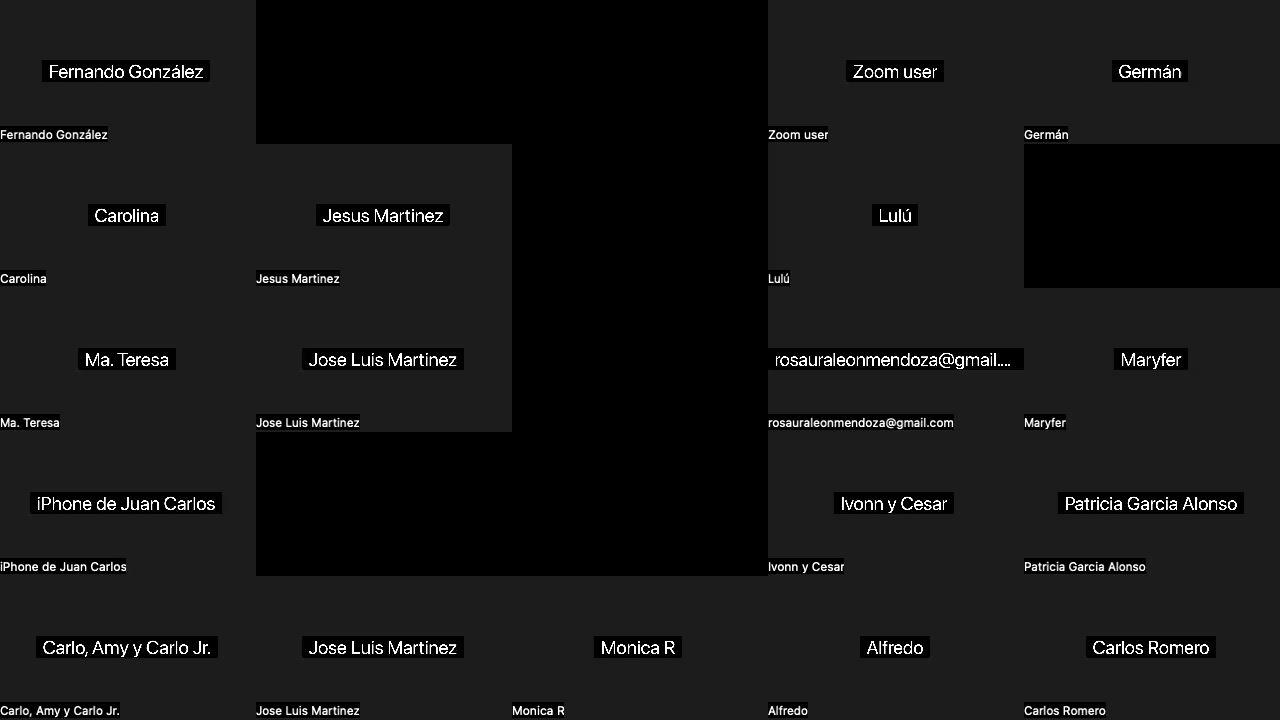 Fernando González
Fernando González
Zoom user
Zoom user
Germán
Germán
Carolina
Carolina
Jesus Martinez
Jesus Martinez
Lulú
Lulú
Ma. Teresa
Ma. Teresa
Jose Luis Martinez
Jose Luis Martinez
rosauraleonmendoza@gmail....
rosauraleonmendoza@gmail.com
Maryfer
Maryfer
iPhone de Juan Carlos
iPhone de Juan Carlos
Ivonn y Cesar
Ivonn y Cesar
Patricia Garcia Alonso
Patricia Garcia Alonso
Carlo, Amy y Carlo Jr.
Carlo, Amy y Carlo Jr.
Jose Luis Martinez
Jose Luis Martinez
Monica R
Monica R
Alfredo
Alfredo
Carlos Romero
Carlos Romero